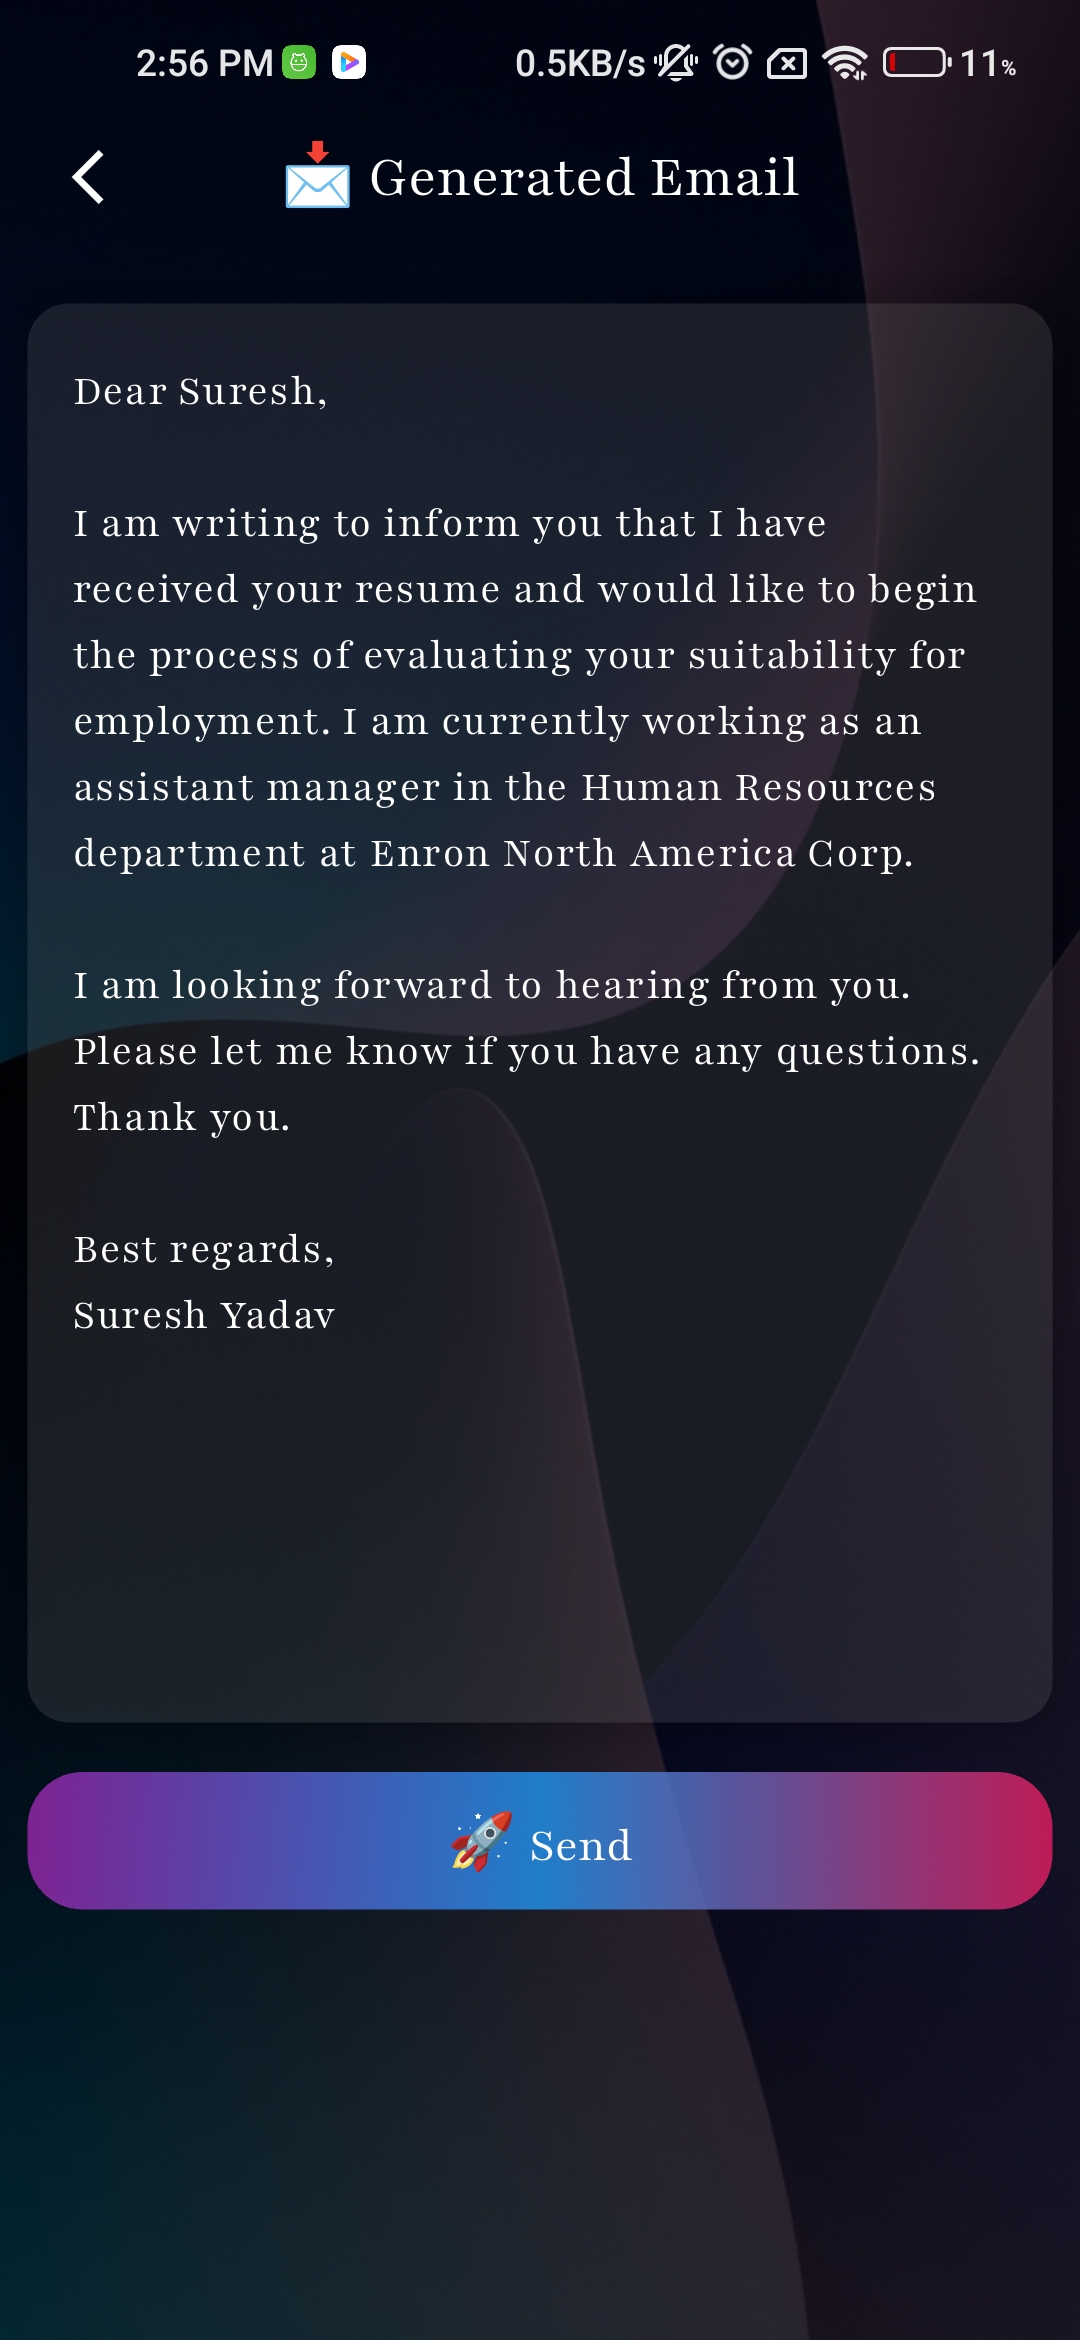 2:56 PM 0.5KB/s 11%
Generated Email
Dear Suresh,
I am writing to inform you that I have
received your resume and would like to begin
the process of evaluating your suitability for
employment. I am currently working as an
assistant manager in the Human Resources
department at Enron North America Corp.
I am looking forward to hearing from you.
Please let me know if you have any questions.
Thank you.
Best regards,
Suresh Yadav
Send